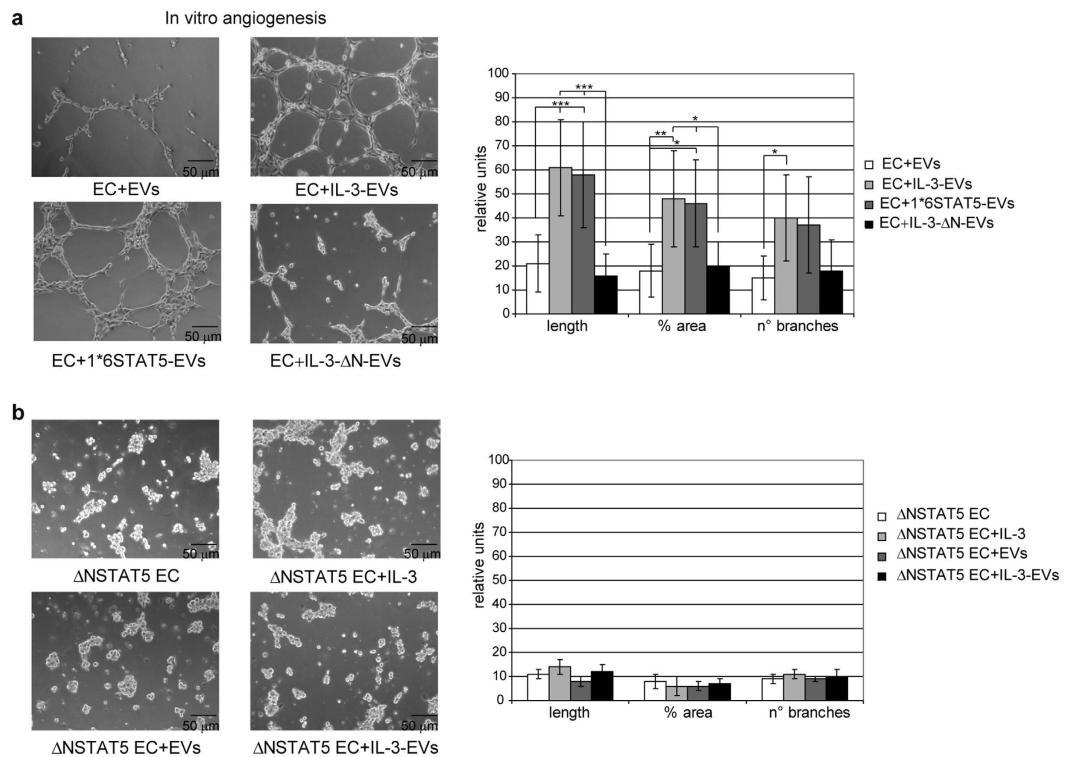 a
In vitro angiogenesis
50 μm
50 μm
EC+EVs
EC+IL-3-EVs
50 μm
50 μm
EC+1*6STAT5-EVs
EC+IL-3-ΔN-EVs
relative units
100
90
80
70
60
50
40
30
20
10
0
***
***
**
*
*
*
length
% area
n° branches
EC+EVs
EC+IL-3-EVs
EC+1*6STAT5-EVs
EC+IL-3-ΔN-EVs
b
50 μm
50 μm
ΔNSTAT5 EC
ΔNSTAT5 EC+IL-3
50 μm
50 μm
ΔNSTAT5 EC+EVs
ΔNSTAT5 EC+IL-3-EVs
relative units
100
90
80
70
60
50
40
30
20
10
0
length
% area
n° branches
ΔNSTAT5 EC
ΔNSTAT5 EC+IL-3
ΔNSTAT5 EC+EVs
ΔNSTAT5 EC+IL-3-EVs